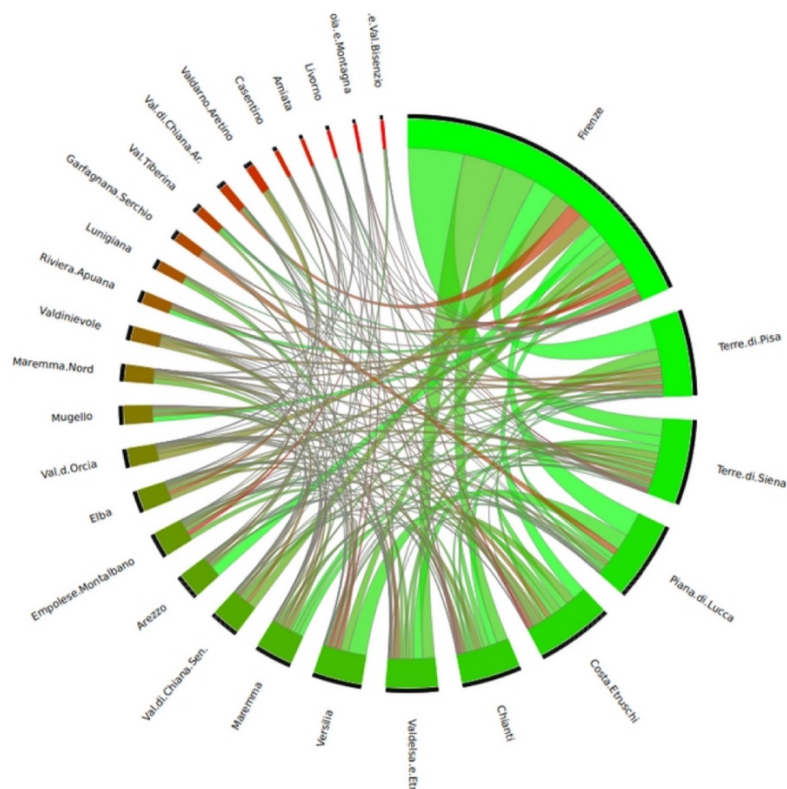 Firenze
Terre.di.Pisa
Terre.di.Siena
Piana.di.Lucca
Costa.Etruschi
Chianti
Valdelsa.e.Etr
Versilia
Maremma
Val.di.Chiana.Sen.
Arezzo
Empolese.Montalbano
Elba
Val.d.Orcia
Mugello
Maremma.Nord
Valdinievole
Riviera.Apuana
Lunigiana
Garfagnana.Serchio
Val.Tiberina
Val.di.Chiana.Ar.
Valdarno.Aretino
Casentino
Amiata
Livorno
oia.e.Montagna
.e.Val.Bisenzio